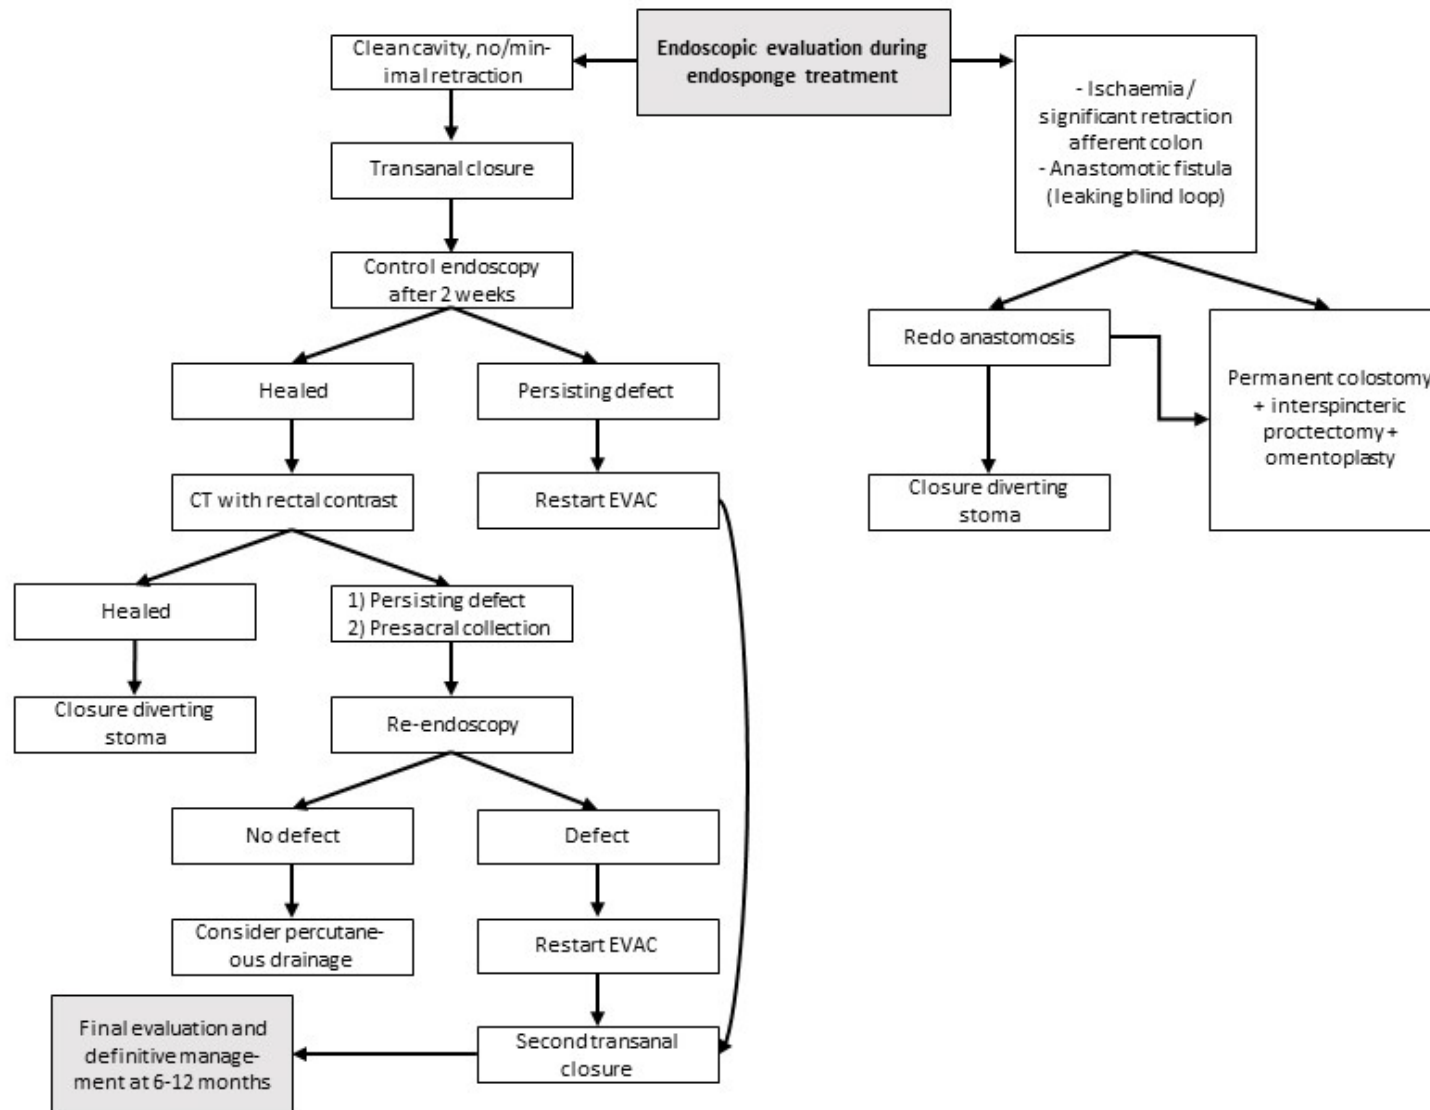 Clean cavity, no/min-
imal retraction
Endoscopic evaluation during
endosponge treatment
- Ischaemia /
significant retraction
afferent colon
- Anastomotic fistula
(leaking blind loop)
Transanal closure
Control endoscopy
after 2 weeks
Redo anastomosis
Permanent colostomy
+ interspincteric
proctectomy +
omentoplasty
Healed
Persisting defect
CT with rectal contrast
Restart EVAC
Closure diverting
stoma
Healed
1) Persisting defect
2) Presacral collection
Closure diverting
stoma
Re-endoscopy
No defect
Defect
Consider percutane-
ous drainage
Restart EVAC
Final evaluation and
definitive manage-
ment at 6-12 months
Second transanal
closure